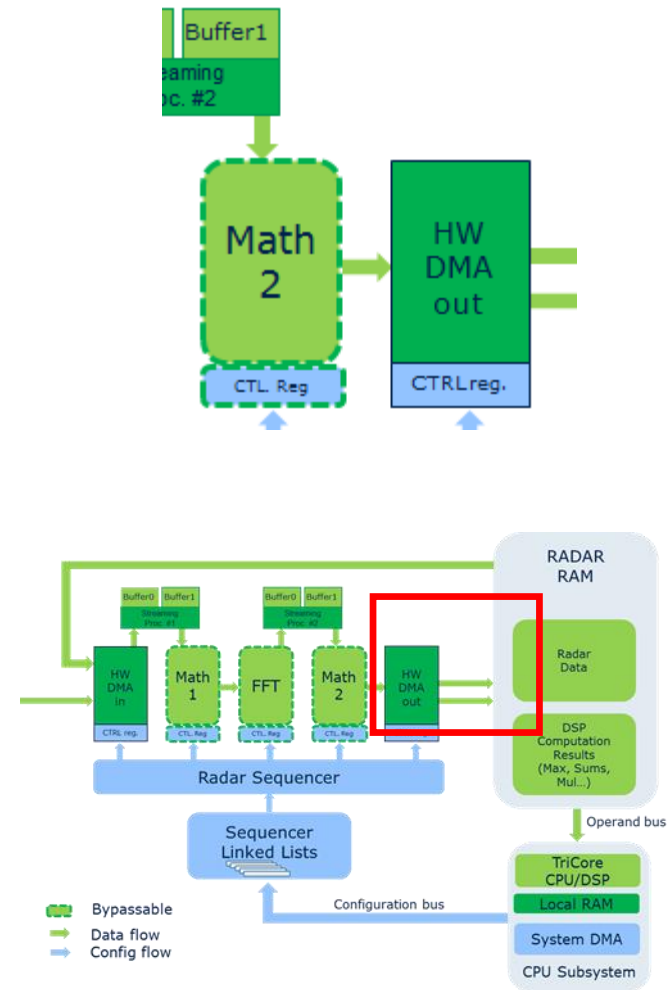 Buffer1
eaming
oc. #2
Math
2
HW
DMA
out
CTL. Reg
CTRLreg.
RADAR
RAM
Buffer0
Buffer1
Streaming
Proc. #1
Buffer0
Buffer1
Streaming
Proc. #2
HW
DMA
in
CTRL reg.
Math
1
CTL. Reg
FFT
CTL. Reg
Math
2
CTL. Reg
HW
DMA
out
Radar
Data
DSP
Computation
Results
(Max, Sums,
Mul...)
Radar Sequencer
Sequencer
Linked Lists
Operand bus
TriCore
CPU/DSP
Local RAM
System DMA
CPU Subsystem
Configuration bus
Bypassable
Data flow
Config flow